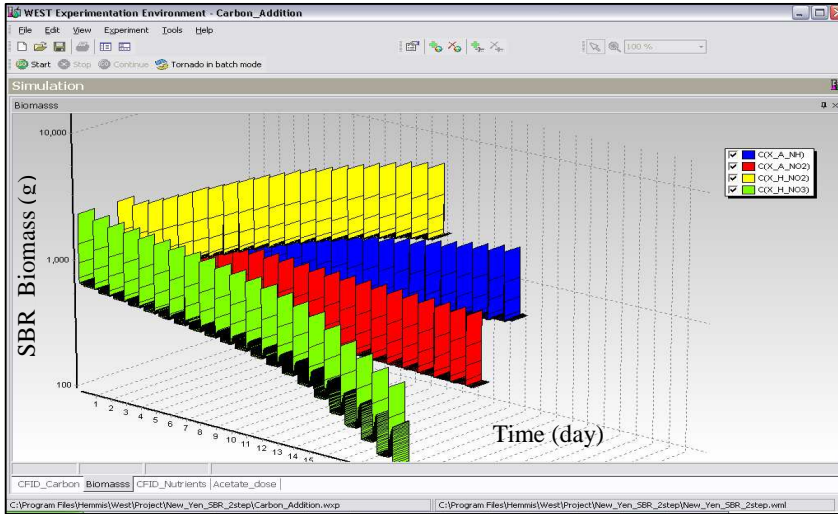 WEST Experimentation Environment - Carbon_Addition
File Edit View Experiment Tools Help
100 %
Start Stop Continue Tornado in batch mode
Simulation
Biomasss
10,000
1,000
100
SBR Biomass (g)
C(X_A_NH)
C(X_A_NO2)
C(X_H_NO2)
C(X_H_NO3)
1 2 3 4 5 6 7 8 9 10 11 12 13 14 15
Time (day)
CFID_Carbon Biomasss CFID_Nutrients Acetate_dose
C:\Program Files\Hemmis\West\Project\New_Yen_SBR_2step\Carbon_Addition.wxp C:\Program Files\Hemmis\West\Project\New_Yen_SBR_2step\New_Yen_SBR_2step.wml